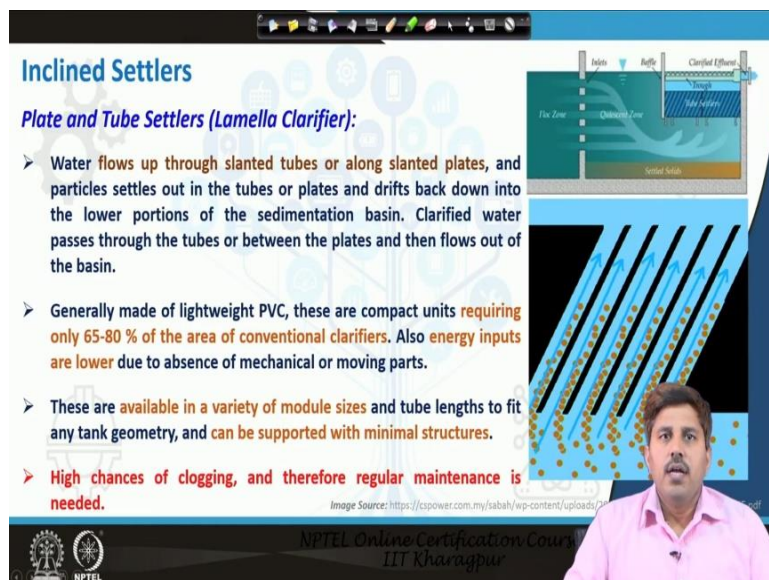 Inclined Settlers
Plate and Tube Settlers (Lamella Clarifier):
Water flows up through slanted tubes or along slanted plates, and
particles settles out in the tubes or plates and drifts back down into
the lower portions of the sedimentation basin. Clarified water
passes through the tubes or between the plates and then flows out of
the basin.
Generally made of lightweight PVC, these are compact units requiring
only 65-80 % of the area of conventional clarifiers. Also energy inputs
are lower due to absence of mechanical or moving parts.
These are available in a variety of module sizes and tube lengths to fit
any tank geometry, and can be supported with minimal structures.
High chances of clogging, and therefore regular maintenance is
needed.
Inlets
Baffle
Clarified Effluent
Trough
Tube Settlers
Floc Zone
Quiescent Zone
Settled Solids
Image Source: https://cspower.com.my/sabah/wp-content/uploads/20
.pdf
NPTEL Online Certification Cours
IIT Kharagpur
NPTEL